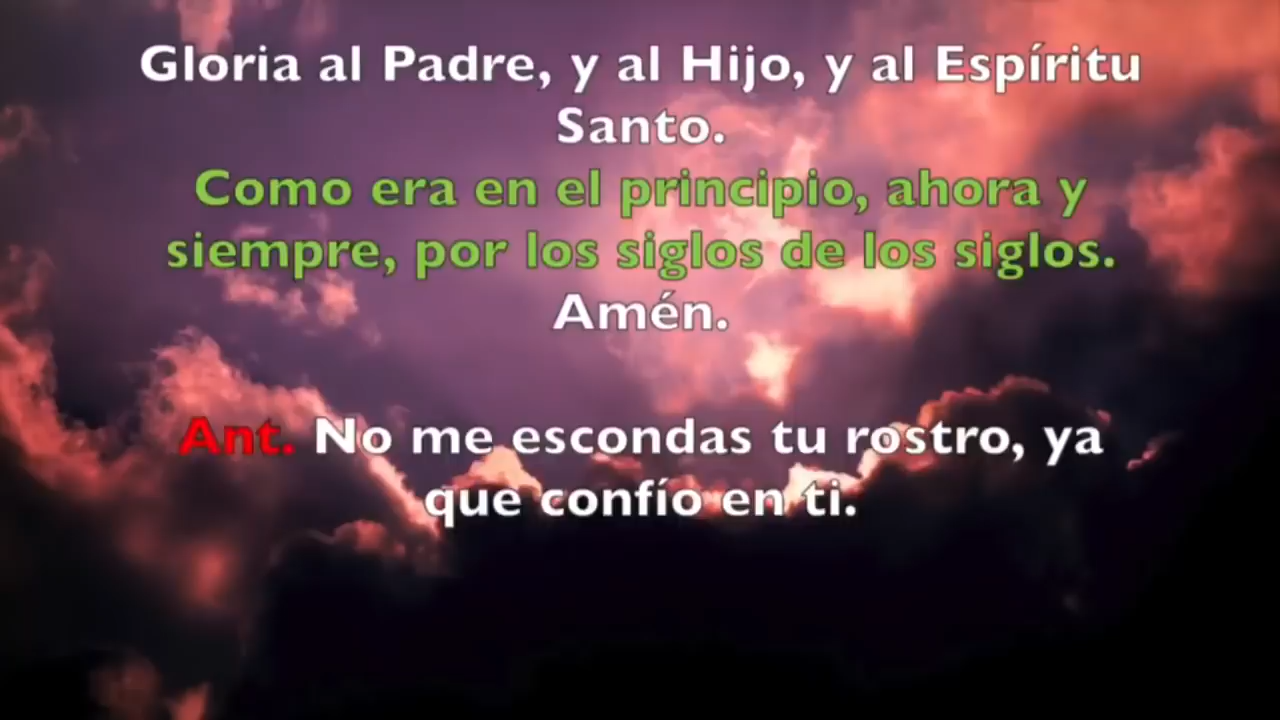 Gloria al Padre, y al Hijo, y al Espíritu
Santo.
Como era en el principio, ahora y
siempre, por los siglos de los siglos.
Amén.
Ant. No me escondas tu rostro, ya
que confío en ti.